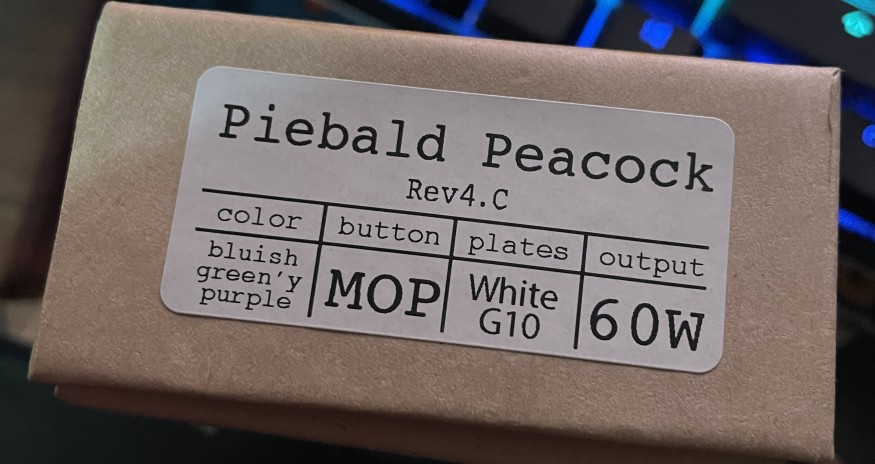 Piebald Peacock
Rev4.C
color button plates output
bluish green'y purple MOP White G10 60W